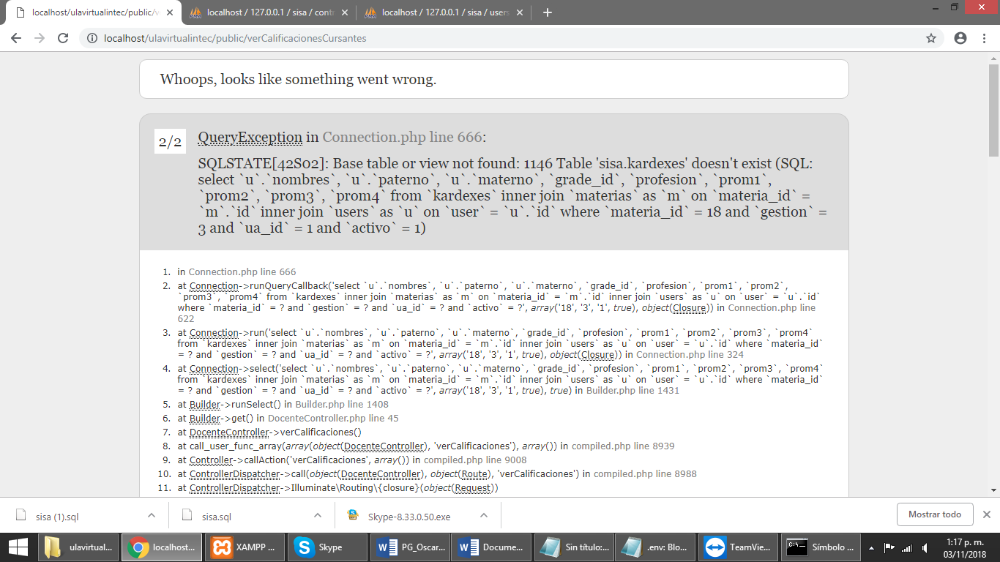 localhost/ulavirtualintec/public/v
localhost / 127.0.0.1 / sisa / contr
localhost / 127.0.0.1 / sisa / users
localhost/ulavirtualintec/public/verCalificacionesCursantes
Whoops, looks like something went wrong.
2/2
QueryException in Connection.php line 666:
SQLSTATE[42S02]: Base table or view not found: 1146 Table 'sisa.kardexes' doesn't exist (SQL:
select `u`.`nombres`, `u`.`paterno`, `u`.`materno`, `grade_id`, `profesion`, `prom1`,
`prom2`, `prom3`, `prom4` from `kardexes` inner join `materias` as `m` on `materia_id` =
`m`.`id` inner join `users` as `u` on `user` = `u`.`id` where `materia_id` = 18 and `gestion` =
3 and `ua_id` = 1 and `activo` = 1)
1. in Connection.php line 666
2. at Connection->runQueryCallback('select `u`.`nombres`, `u`.`paterno`, `u`.`materno`, `grade_id`, `profesion`, `prom1`, `prom2`,
`prom3`, `prom4` from `kardexes` inner join `materias` as `m` on `materia_id` = `m`.`id` inner join `users` as `u` on `user` = `u`.`id`
where `materia_id` = ? and `gestion` = ? and `ua_id` = ? and `activo` = ?', array('18', '3', '1', true), object(Closure)) in Connection.php line
622
3. at Connection->run('select `u`.`nombres`, `u`.`paterno`, `u`.`materno`, `grade_id`, `profesion`, `prom1`, `prom2`, `prom3`, `prom4`
from `kardexes` inner join `materias` as `m` on `materia_id` = `m`.`id` inner join `users` as `u` on `user` = `u`.`id` where `materia_id`
= ? and `gestion` = ? and `ua_id` = ? and `activo` = ?', array('18', '3', '1', true), object(Closure)) in Connection.php line 324
4. at Connection->select('select `u`.`nombres`, `u`.`paterno`, `u`.`materno`, `grade_id`, `profesion`, `prom1`, `prom2`, `prom3`, `prom4`
from `kardexes` inner join `materias` as `m` on `materia_id` = `m`.`id` inner join `users` as `u` on `user` = `u`.`id` where `materia_id`
= ? and `gestion` = ? and `ua_id` = ? and `activo` = ?', array('18', '3', '1', true), true) in Builder.php line 1431
5. at Builder->runSelect() in Builder.php line 1408
6. at Builder->get() in DocenteController.php line 45
7. at DocenteController->verCalificaciones()
8. at call_user_func_array(array(object(DocenteController), 'verCalificaciones'), array()) in compiled.php line 8939
9. at Controller->callAction('verCalificaciones', array()) in compiled.php line 9008
10. at ControllerDispatcher->call(object(DocenteController), object(Route), 'verCalificaciones') in compiled.php line 8988
11. at ControllerDispatcher->Illuminate\Routing\{closure}(object(Request))
sisa (1).sql
sisa.sql
Skype-8.33.0.50.exe
Mostrar todo
ulavirtual...
localhost...
XAMPP ...
Skype
PG_Oscar...
Docume...
Sin título:...
.env: Blo...
TeamVie...
Símbolo ...
1:17 p. m.
03/11/2018